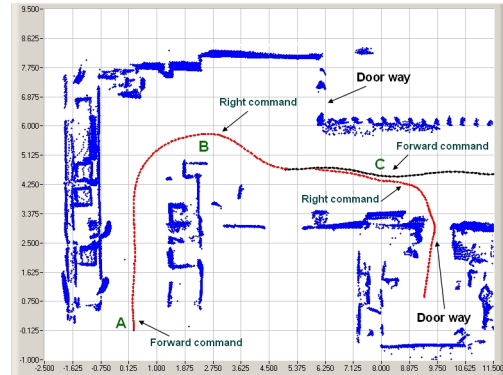 9.500
8.625
7.750
6.875
6.000
5.125
4.250
3.375
2.500
1.625
0.750
-0.125
-1.000
Door way
Right command
B
Forward command
C
Right command
A
Forward command
Door way
-2.500 -1.625 -0.750 0.125 1.000 1.875 2.750 3.625 4.500 5.375 6.250 7.125 8.000 8.875 9.750 10.625